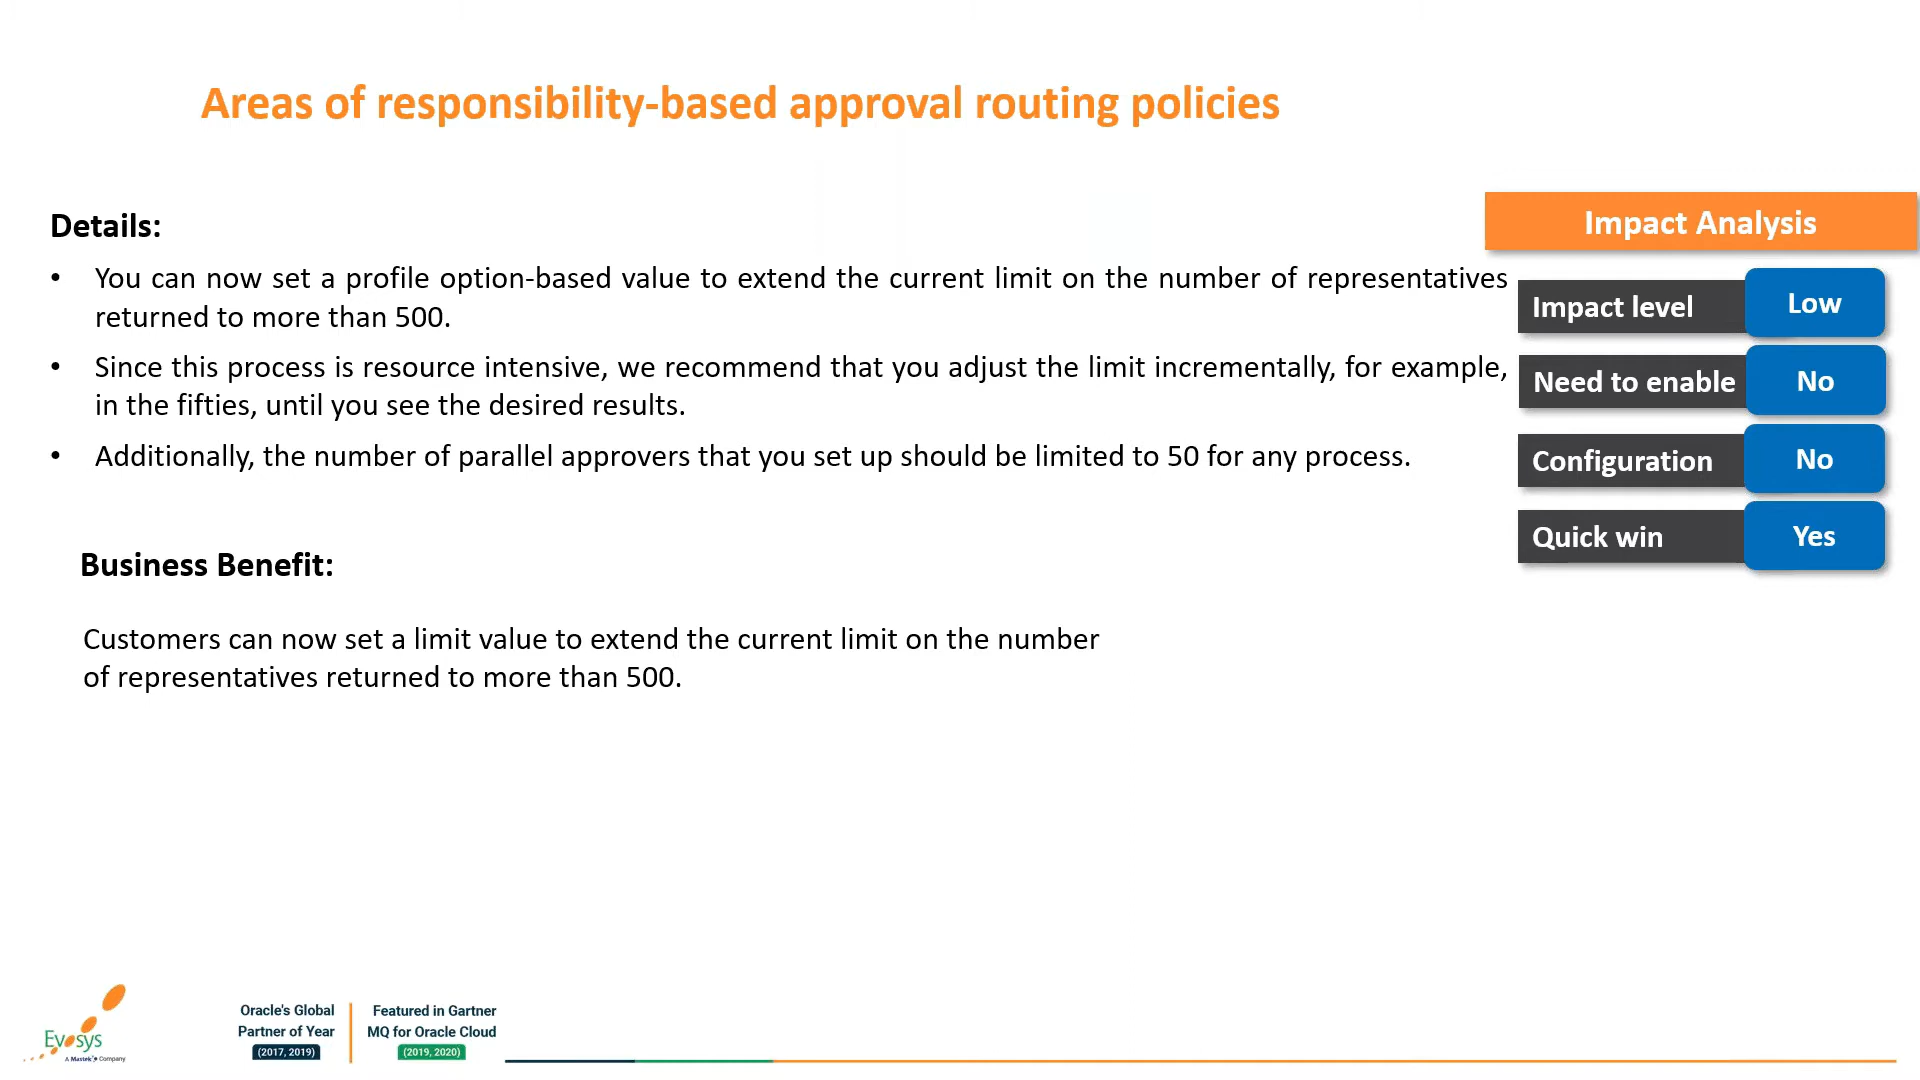 Areas of responsibility-based approval routing policies
Details:
• You can now set a profile option-based value to extend the current limit on the number of representatives
returned to more than 500.
• Since this process is resource intensive, we recommend that you adjust the limit incrementally, for example,
in the fifties, until you see the desired results.
• Additionally, the number of parallel approvers that you set up should be limited to 50 for any process.
Business Benefit:
Customers can now set a limit value to extend the current limit on the number
of representatives returned to more than 500.
Impact Analysis
Impact level Low
Need to enable No
Configuration No
Quick win Yes
Evosys
A Mastek Company
Oracle's Global
Partner of Year
(2017, 2019)
Featured in Gartner
MQ for Oracle Cloud
(2019, 2020)